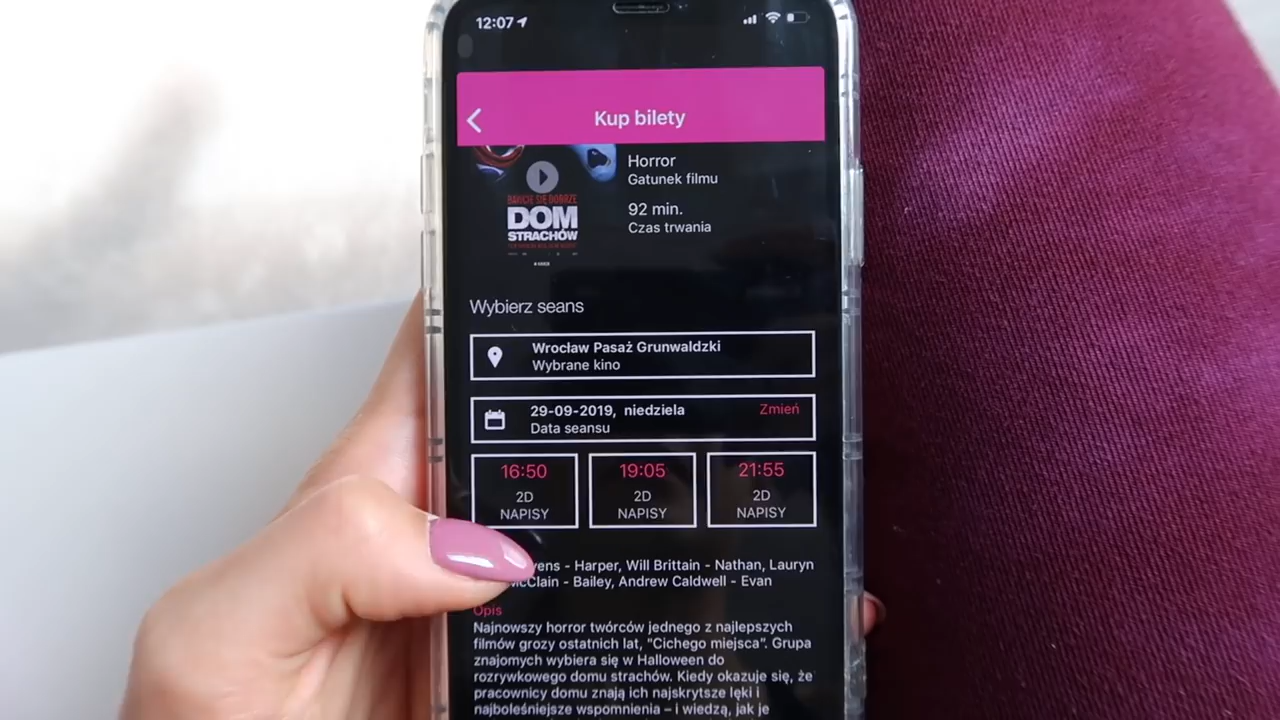 12:07
Kup bilety
Horror
Gatunek filmu
92 min.
Czas trwania
BAWCIE SIĘ DOBRZE
DOM
STRACHÓW
Wybierz seans
Wrocław Pasaż Grunwaldzki
Wybrane kino
29-09-2019, niedziela
Zmień
Data seansu
16:50 19:05 21:55
2D 2D 2D
NAPISY NAPISY NAPISY
- Harper, Will Brittain - Nathan, Lauryn
McClain - Bailey, Andrew Caldwell - Evan
Opis
Najnowszy horror twórców jednego z najlepszych
filmów grozy ostatnich lat, "Cichego miejsca". Grupa
znajomych wybiera się w Halloween do
rozrywkowego domu strachów. Kiedy okazuje się, że
pracownicy domu znają ich najskrytsze lęki i
najboleśniejsze wspomnienia – i wiedzą, jak je